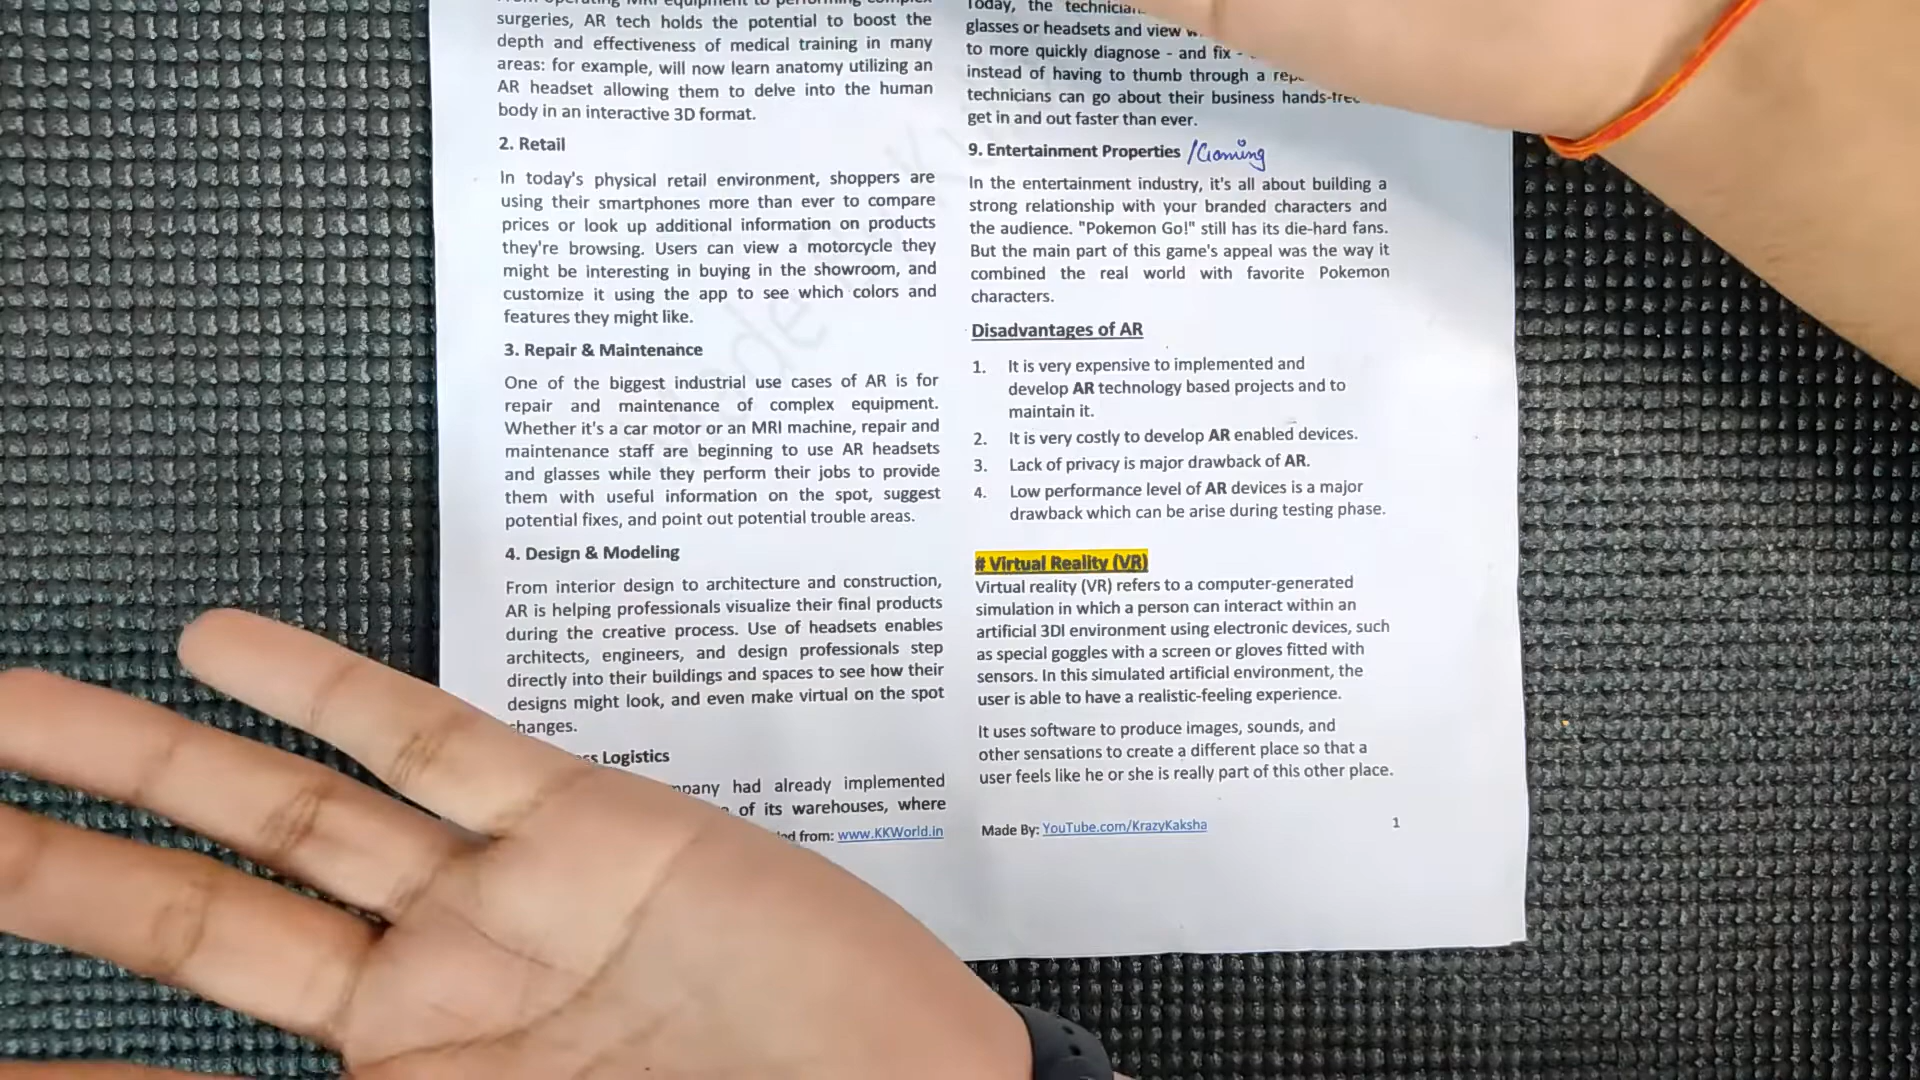 surgeries, AR tech holds the potential to boost the
depth and effectiveness of medical training in many
areas: for example, will now learn anatomy utilizing an
AR headset allowing them to delve into the human
body in an interactive 3D format.
2. Retail
In today's physical retail environment, shoppers are
using their smartphones more than ever to compare
prices or look up additional information on products
they're browsing. Users can view a motorcycle they
might be interesting in buying in the showroom, and
customize it using the app to see which colors and
features they might like.
3. Repair & Maintenance
One of the biggest industrial use cases of AR is for
repair and maintenance of complex equipment.
Whether it's a car motor or an MRI machine, repair and
maintenance staff are beginning to use AR headsets
and glasses while they perform their jobs to provide
them with useful information on the spot, suggest
potential fixes, and point out potential trouble areas.
4. Design & Modeling
From interior design to architecture and construction,
AR is helping professionals visualize their final products
during the creative process. Use of headsets enables
architects, engineers, and design professionals step
directly into their buildings and spaces to see how their
designs might look, and even make virtual on the spot
changes.
Logistics
had already implemented
of its warehouses, where
from: www.KKWorld.in
Today, the
glasses or headsets and view
to more quickly diagnose - and fix -
instead of having to thumb through a
technicians can go about their business
get in and out faster than ever.
9. Entertainment Properties /Gaming
In the entertainment industry, it's all about building a
strong relationship with your branded characters and
the audience. "Pokemon Go!" still has its die-hard fans.
But the main part of this game's appeal was the way it
combined the real world with favorite Pokemon
characters.
Disadvantages of AR
1. It is very expensive to implemented and
develop AR technology based projects and to
maintain it.
2. It is very costly to develop AR enabled devices.
3. Lack of privacy is major drawback of AR.
4. Low performance level of AR devices is a major
drawback which can be arise during testing phase.
# Virtual Reality (VR)
Virtual reality (VR) refers to a computer-generated
simulation in which a person can interact within an
artificial 3DI environment using electronic devices, such
as special goggles with a screen or gloves fitted with
sensors. In this simulated artificial environment, the
user is able to have a realistic-feeling experience.
It uses software to produce images, sounds, and
other sensations to create a different place so that a
user feels like he or she is really part of this other place.
Made By: YouTube.com/KrazyKaksha
1